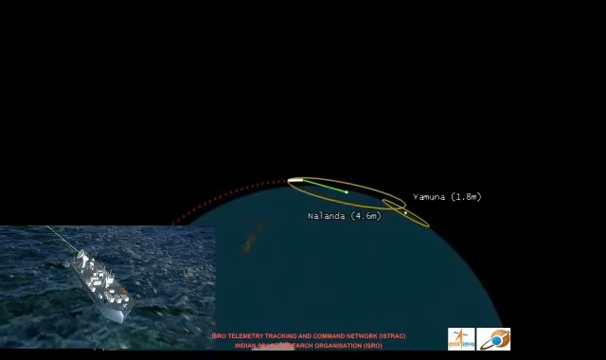 Yamuna (1.8m)
Nalanda (4.6m)
ISRO TELEMETRY TRACKING AND COMMAND NETWORK (ISTRAC)
INDIAN SPACE RESEARCH ORGANISATION (ISRO)